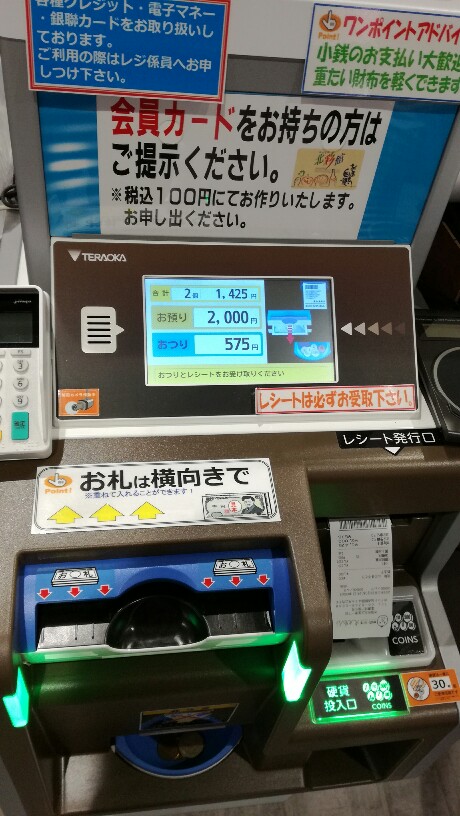 各種クレジット・電子マネー
・銀聯カードをお取り扱いし
ております。
ご利用の際はレジ係員へお申
しつけ下さい。
Point!
ワンポイントアドバイ
小銭のお支払い大歓迎
重たい財布を軽くできます
会員カードをお持ちの方は
ご提示ください。
※税込100円にてお作りいたします。
お申し出ください。
TERAOKA
合計 2個 1,425円
お預り 2,000円
おつり 575円
おつりとレシートをお受け取りください
レシートは必ずお受取下さい。
レシート発行口
Point!
お札は横向きで
※重ねて入れることができます！
お札
お札
COINS
硬貨
投入口
COINS
30